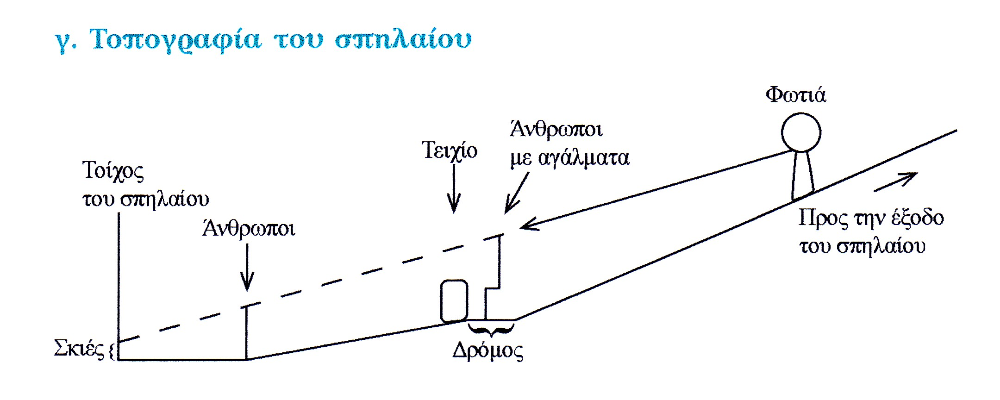 γ. Τοπογραφία του σπηλαίου
Φωτιά
Άνθρωποι
με αγάλματα
Τειχίο
Τοίχος
του σπηλαίου
Άνθρωποι
Προς την έξοδο
του σπηλαίου
Σκιές
Δρόμος